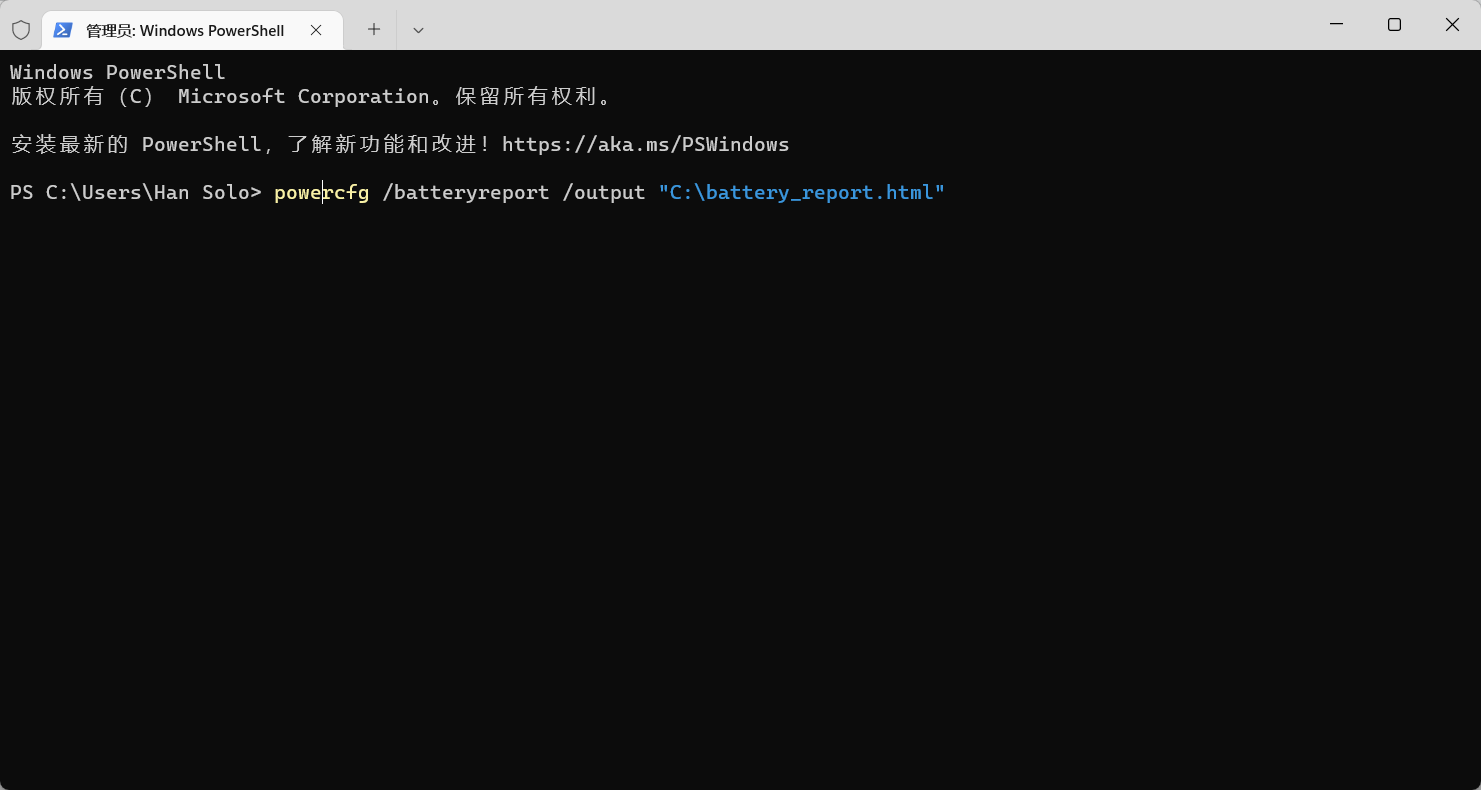 管理员: Windows PowerShell
Windows PowerShell
版权所有（C） Microsoft Corporation。保留所有权利。
安装最新的 PowerShell，了解新功能和改进！https://aka.ms/PSWindows
PS C:\Users\Han Solo> powercfg /batteryreport /output "C:\battery_report.html"